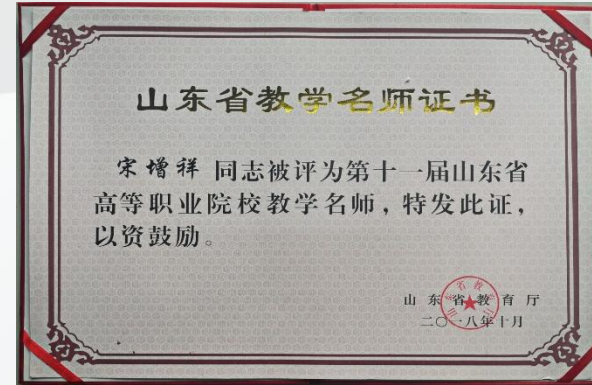 山东省教学名师证书
宋增祥 同志被评为第十一届山东省
高等职业院校教学名师，特发此证，
以资鼓励。
山东省教育厅
二〇一八年十月